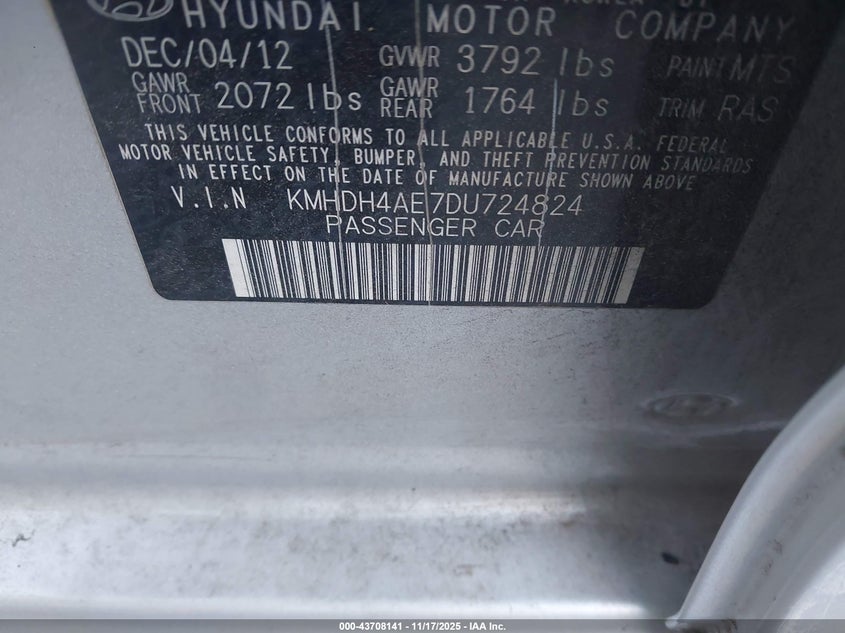 HYUNDAI MOTOR COMPANY
DEC/04/12 GVWR 3792 lbs PAINT MTS
GAWR FRONT 2072 lbs GAWR REAR 1764 lbs TRIM RAS
THIS VEHICLE CONFORMS TO ALL APPLICABLE U.S.A. FEDERAL
MOTOR VEHICLE SAFETY, BUMPER, AND THEFT PREVENTION STANDARDS
IN EFFECT ON THE DATE OF MANUFACTURE SHOWN ABOVE
V.I.N KMHDH4AE7DU724824
PASSENGER CAR
000-43708141 - 11/17/2025 - IAA Inc.